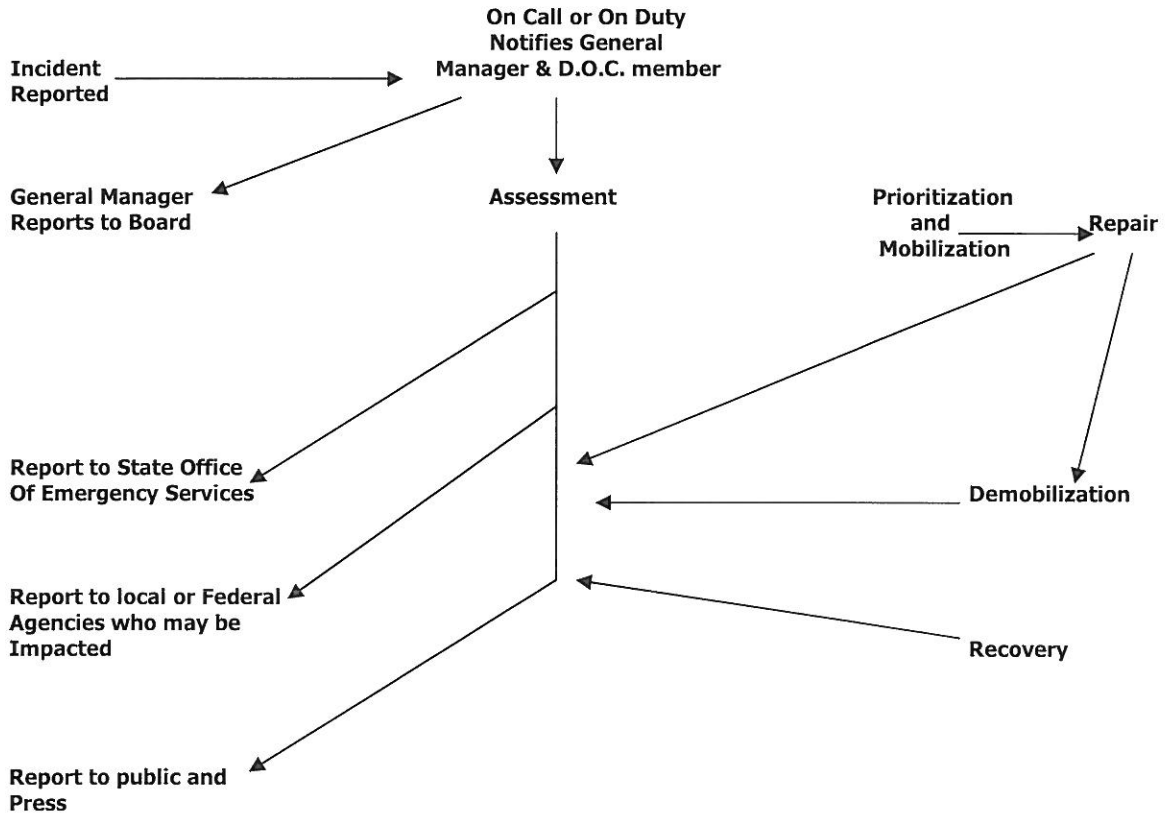 On Call or On Duty
Notifies General
Manager & D.O.C. member
Incident
Reported
General Manager
Reports to Board
Assessment
Prioritization
and
Mobilization
Repair
Report to State Office
Of Emergency Services
Demobilization
Report to local or Federal
Agencies who may be
Impacted
Recovery
Report to public and
Press